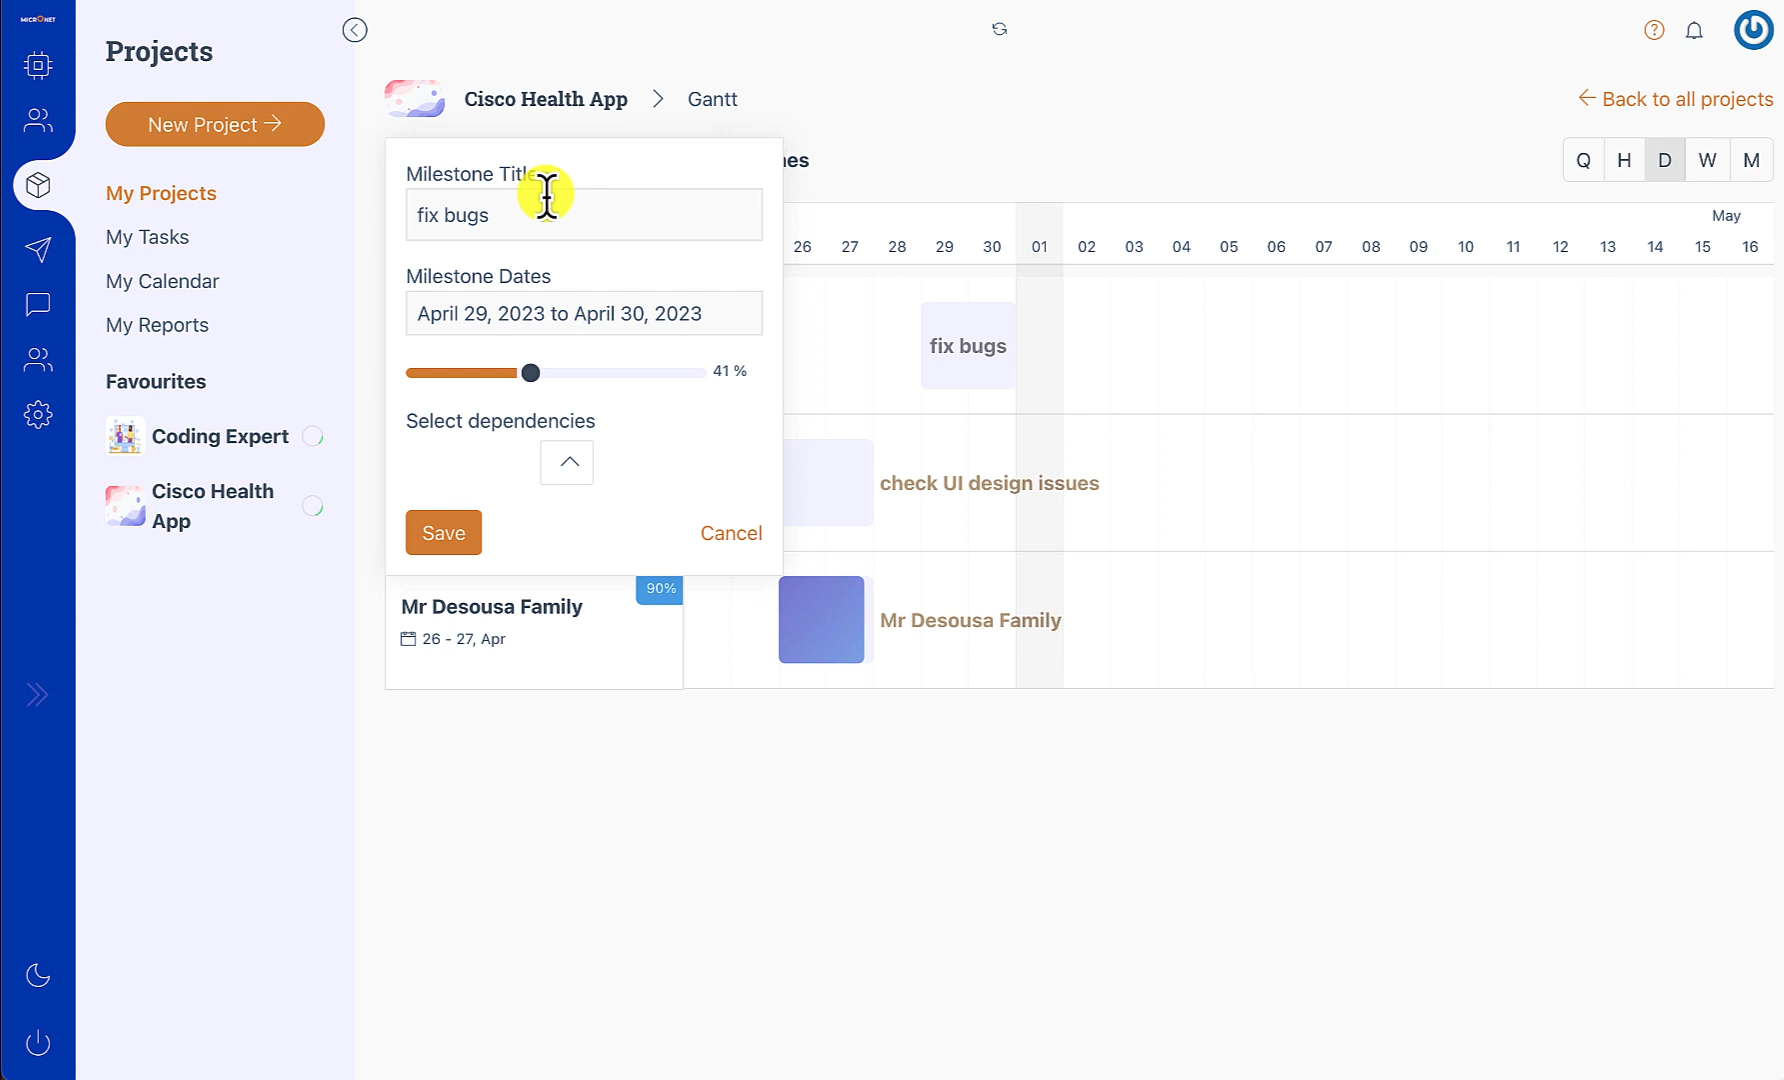 MICRONET
Projects
New Project
My Projects
My Tasks
My Calendar
My Reports
Favourites
Coding Expert
Cisco Health
App
Cisco Health App
Gantt
Back to all projects
Milestone Title
fix bugs
Milestone Dates
April 29, 2023 to April 30, 2023
41 %
Select dependencies
Save
Cancel
nes
Q H D W M
May
26 27 28 29 30 01 02 03 04 05 06 07 08 09 10 11 12 13 14 15 16
fix bugs
check UI design issues
90%
Mr Desousa Family
26 - 27, Apr
Mr Desousa Family